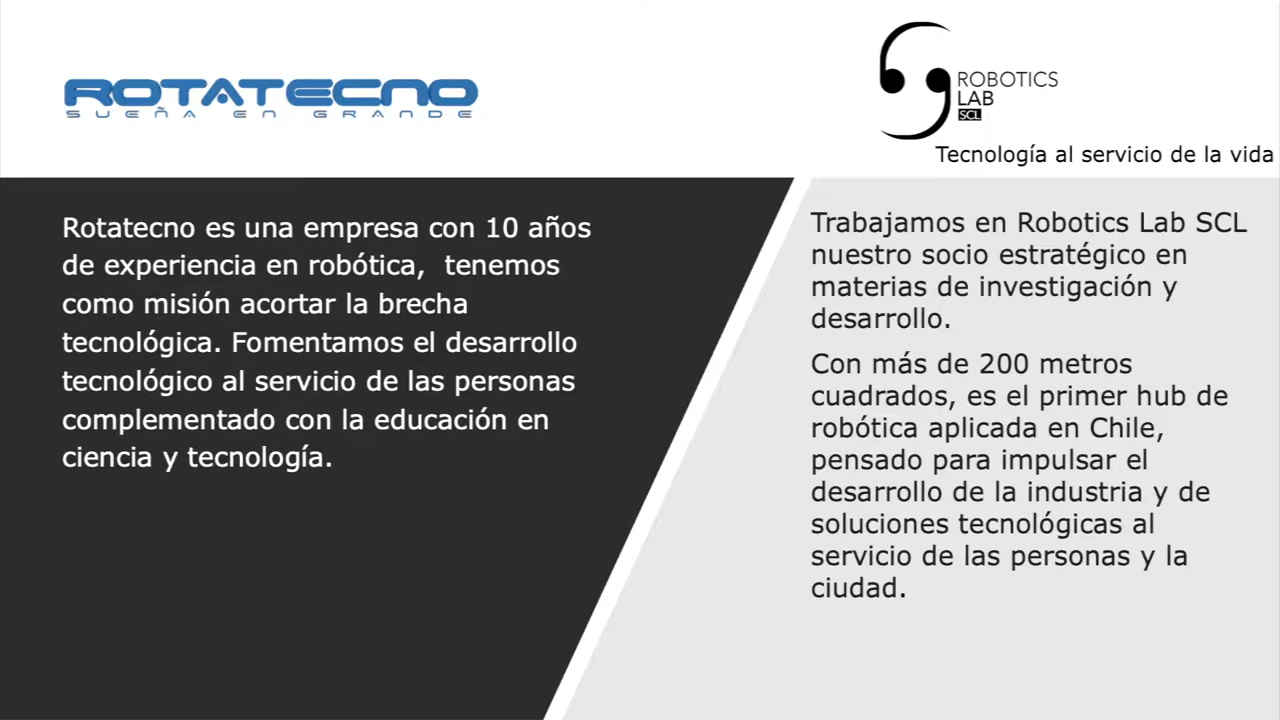 ROTATECNO
SUEÑA EN GRANDE
ROBOTICS
LAB
SCL
Tecnología al servicio de la vida
Rotatecno es una empresa con 10 años
de experiencia en robótica,  tenemos
como misión acortar la brecha
tecnológica. Fomentamos el desarrollo
tecnológico al servicio de las personas
complementado con la educación en
ciencia y tecnología.
Trabajamos en Robotics Lab SCL
nuestro socio estratégico en
materias de investigación y
desarrollo.
Con más de 200 metros
cuadrados, es el primer hub de
robótica aplicada en Chile,
pensado para impulsar el
desarrollo de la industria y de
soluciones tecnológicas al
servicio de las personas y la
ciudad.